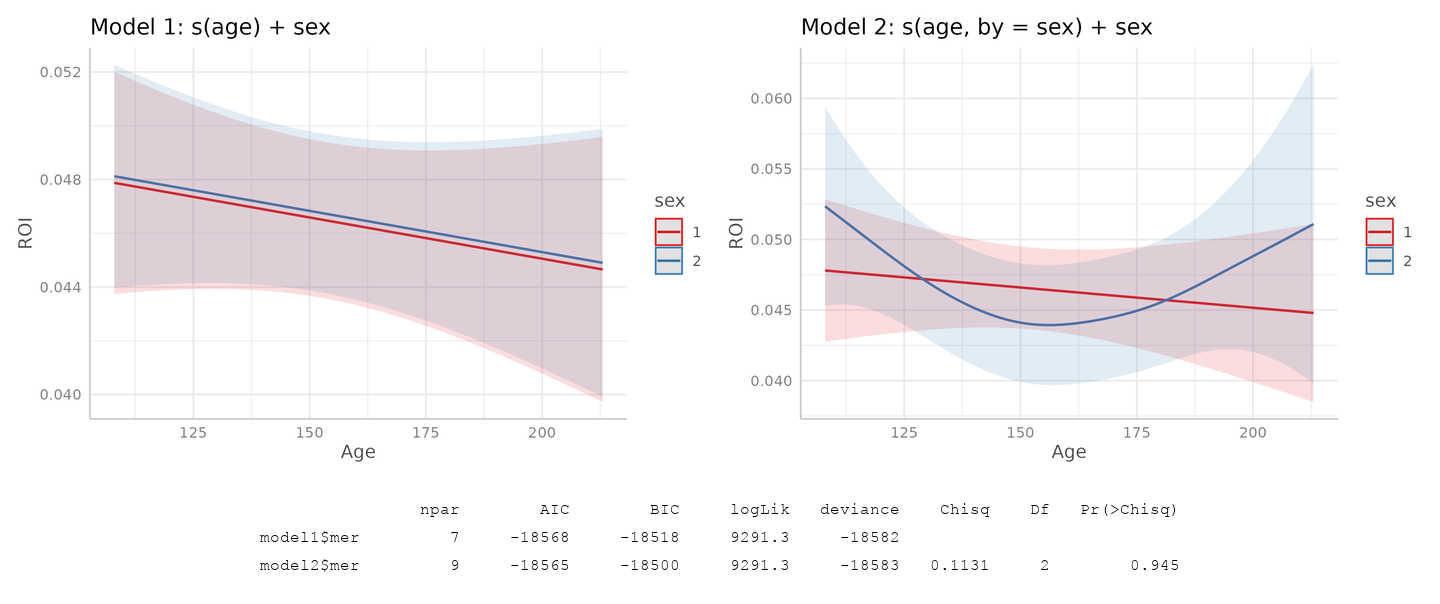 Model 1: s(age) + sex
0.052
0.048
0.044
0.040
ROI
125 150 175 200
Age
sex
1
2
Model 2: s(age, by = sex) + sex
0.060
0.055
0.050
0.045
0.040
ROI
125 150 175 200
Age
sex
1
2
npar AIC BIC logLik deviance Chisq Df Pr(>Chisq)
model1$mer 7 -18568 -18518 9291.3 -18582
model2$mer 9 -18565 -18500 9291.3 -18583 0.1131 2 0.945